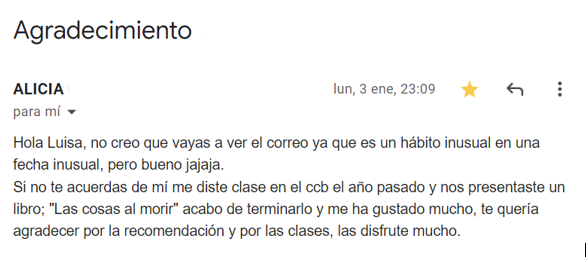 Agradecimiento
ALICIA
lun, 3 ene, 23:09
para mí
Hola Luisa, no creo que vayas a ver el correo ya que es un hábito inusual en una
fecha inusual, pero bueno jajaja.
Si no te acuerdas de mí me diste clase en el ccb el año pasado y nos presentaste un
libro; "Las cosas al morir" acabo de terminarlo y me ha gustado mucho, te quería
agradecer por la recomendación y por las clases, las disfrute mucho.